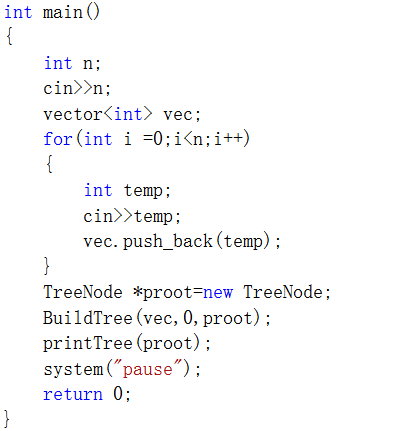 int main()
{
    int n;
    cin>>n;
    vector<int> vec;
    for(int i =0;i<n;i++)
    {
        int temp;
        cin>>temp;
        vec.push_back(temp);
    }
    TreeNode *proot=new TreeNode;
    BuildTree(vec,0,proot);
    printTree(proot);
    system("pause");
    return 0;
}